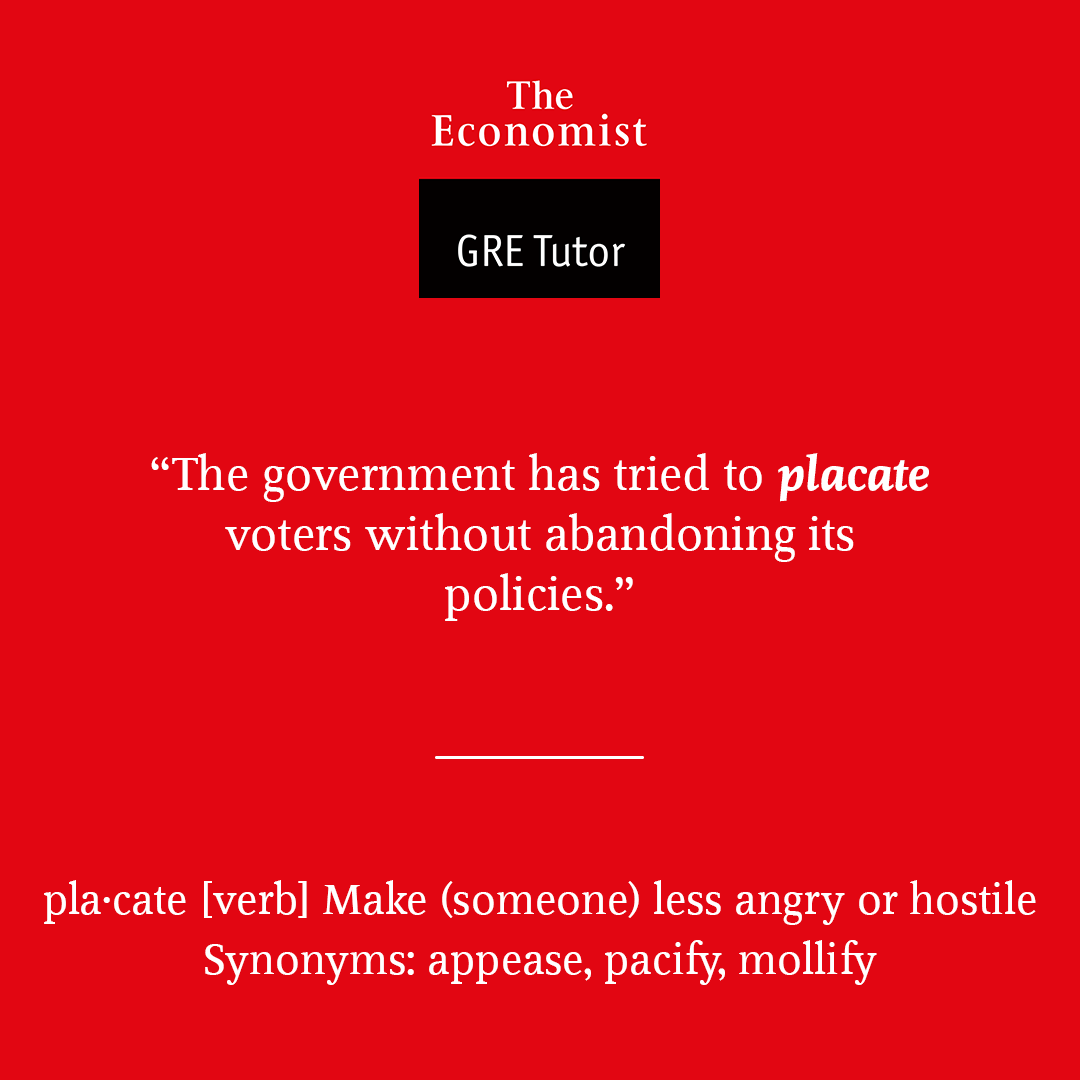 The
Economist
GRE Tutor
“The government has tried to placate
voters without abandoning its
policies.”
pla·cate [verb] Make (someone) less angry or hostile
Synonyms: appease, pacify, mollify